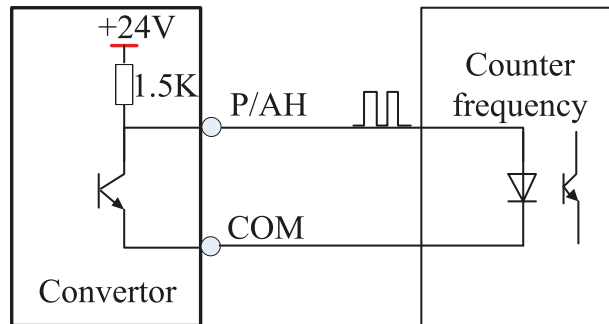 +24V
1.5K
P/AH
COM
Convertor
Counter
frequency